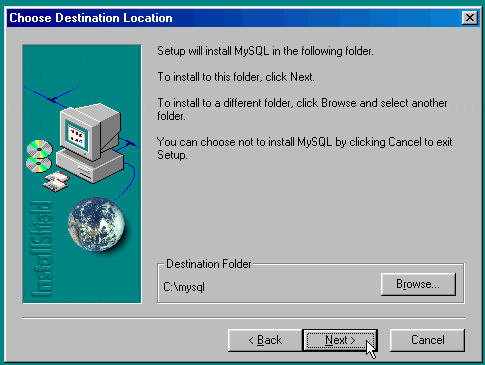 Choose Destination Location
Setup will install MySQL in the following folder.
To install to this folder, click Next.
To install to a different folder, click Browse and select another
folder.
You can choose not to install MySQL by clicking Cancel to exit
Setup.
InstallShield
Destination Folder
C:\mysql
Browse...
< Back
Next >
Cancel